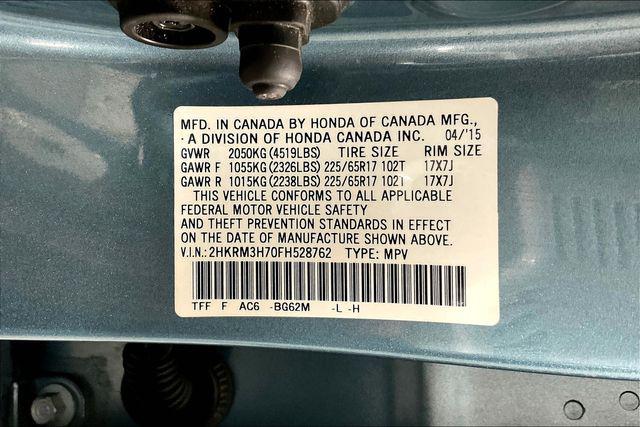 MFD. IN CANADA BY HONDA OF CANADA MFG.,
A DIVISION OF HONDA CANADA INC. 04/'15
GVWR 2050KG (4519LBS) TIRE SIZE RIM SIZE
GAWR F 1055KG (2326LBS) 225/65R17 102T 17X7J
GAWR R 1015KG (2238LBS) 225/65R17 102T 17X7J
THIS VEHICLE CONFORMS TO ALL APPLICABLE
FEDERAL MOTOR VEHICLE SAFETY
AND THEFT PREVENTION STANDARDS IN EFFECT
ON THE DATE OF MANUFACTURE SHOWN ABOVE.
V.I.N.: 2HKRM3H70FH528762 TYPE: MPV
TFF F AC6 -BG62M -L -H